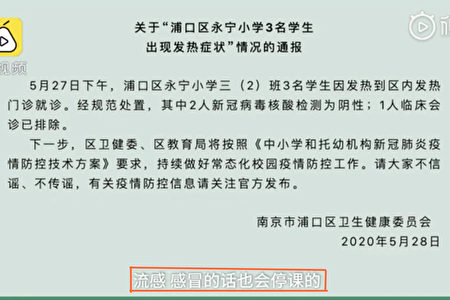 关于“浦口区永宁小学3名学生
出现发热症状”情况的通报
视频
5月27日下午，浦口区永宁小学三（2）班3名学生因发热到区内发热
门诊就诊。经规范处置，其中2人新冠病毒核酸检测为阴性；1人临床会
诊已排除。
下一步，区卫健委、区教育局将按照《中小学和托幼机构新冠肺炎疫
情防控技术方案》要求，持续做好常态化校园疫情防控工作。请大家不信
谣、不传谣，有关疫情防控信息请关注官方发布。
南京市浦口区卫生健康委员会
2020年5月28日
流感 感冒的话也会停课的